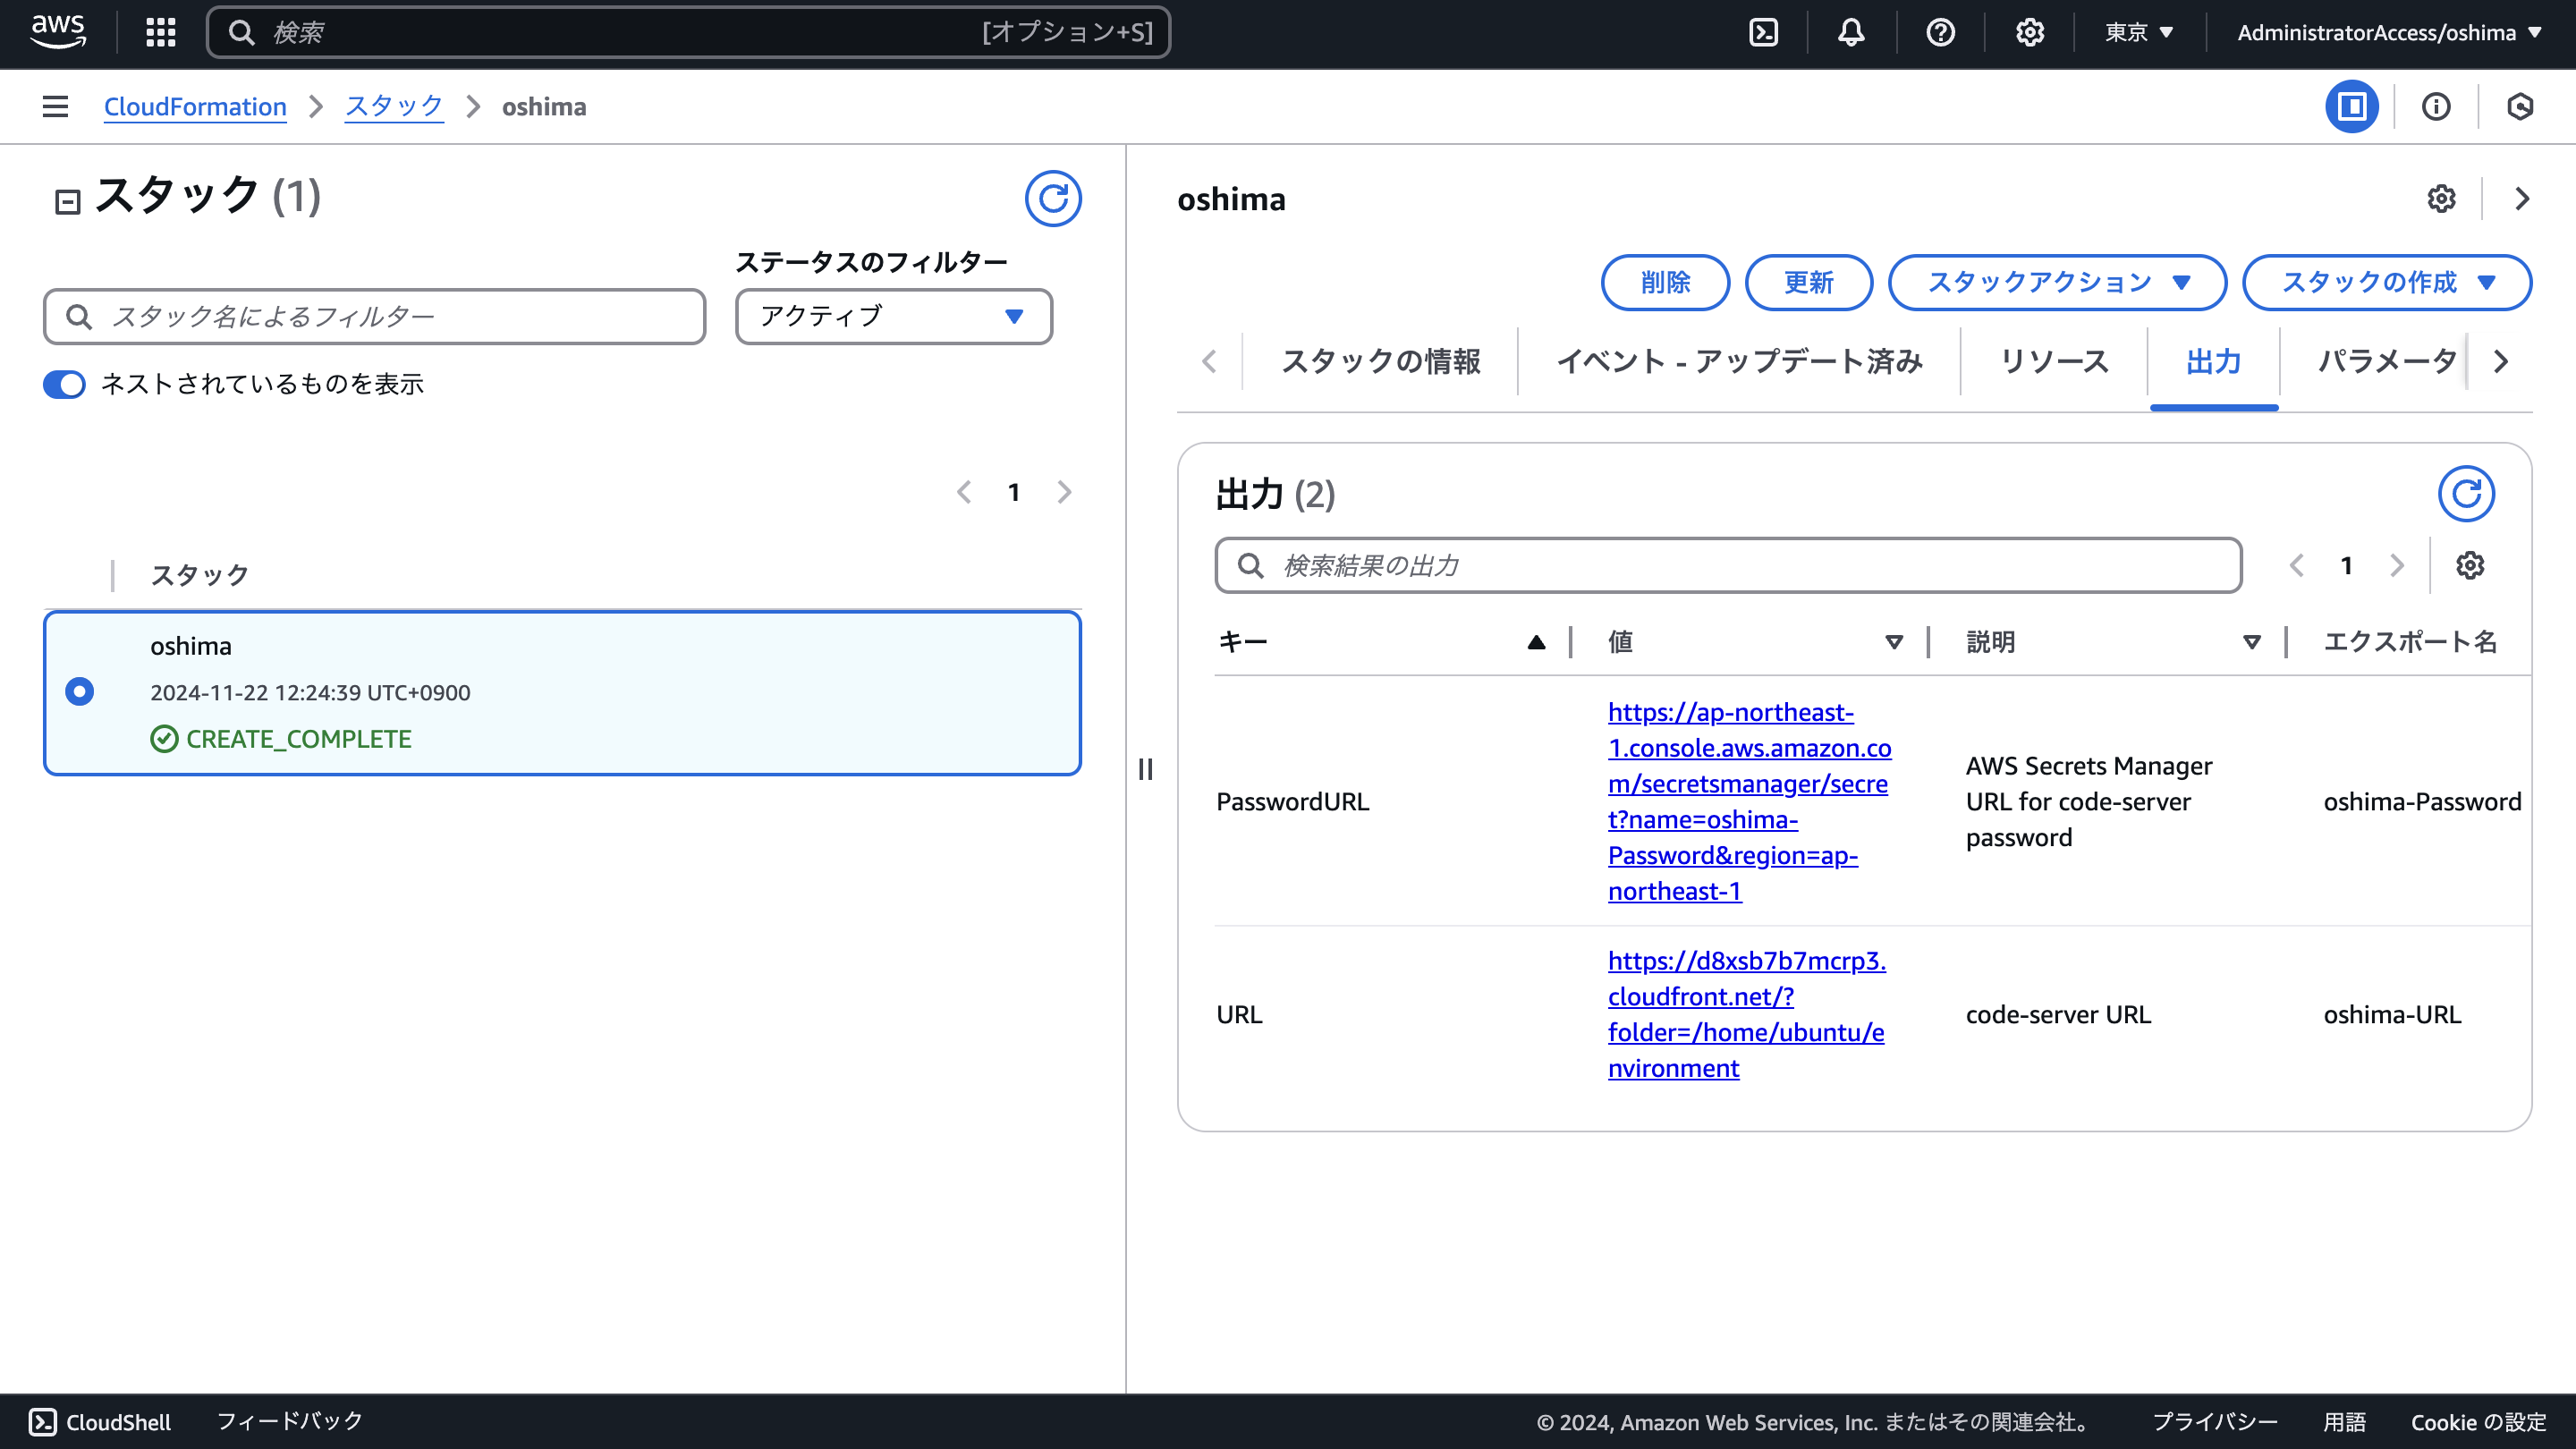 aws
検索
[オプション+S]
東京
AdministratorAccess/oshima
CloudFormation
スタック
oshima
スタック (1)
ステータスのフィルター
スタック名によるフィルター
アクティブ
ネストされているものを表示
1
スタック
oshima
2024-11-22 12:24:39 UTC+0900
CREATE_COMPLETE
oshima
削除
更新
スタックアクション
スタックの作成
スタックの情報
イベント - アップデート済み
リソース
出力
パラメータ
出力 (2)
検索結果の出力
1
キー
値
説明
エクスポート名
PasswordURL
https://ap-northeast-
1.console.aws.amazon.co
m/secretsmanager/secre
t?name=oshima-
Password&region=ap-
northeast-1
AWS Secrets Manager
URL for code-server
password
oshima-Password
URL
https://d8xsb7b7mcrp3.
cloudfront.net/?
folder=/home/ubuntu/e
nvironment
code-server URL
oshima-URL
CloudShell
フィードバック
© 2024, Amazon Web Services, Inc. またはその関連会社。
プライバシー
用語
Cookie の設定